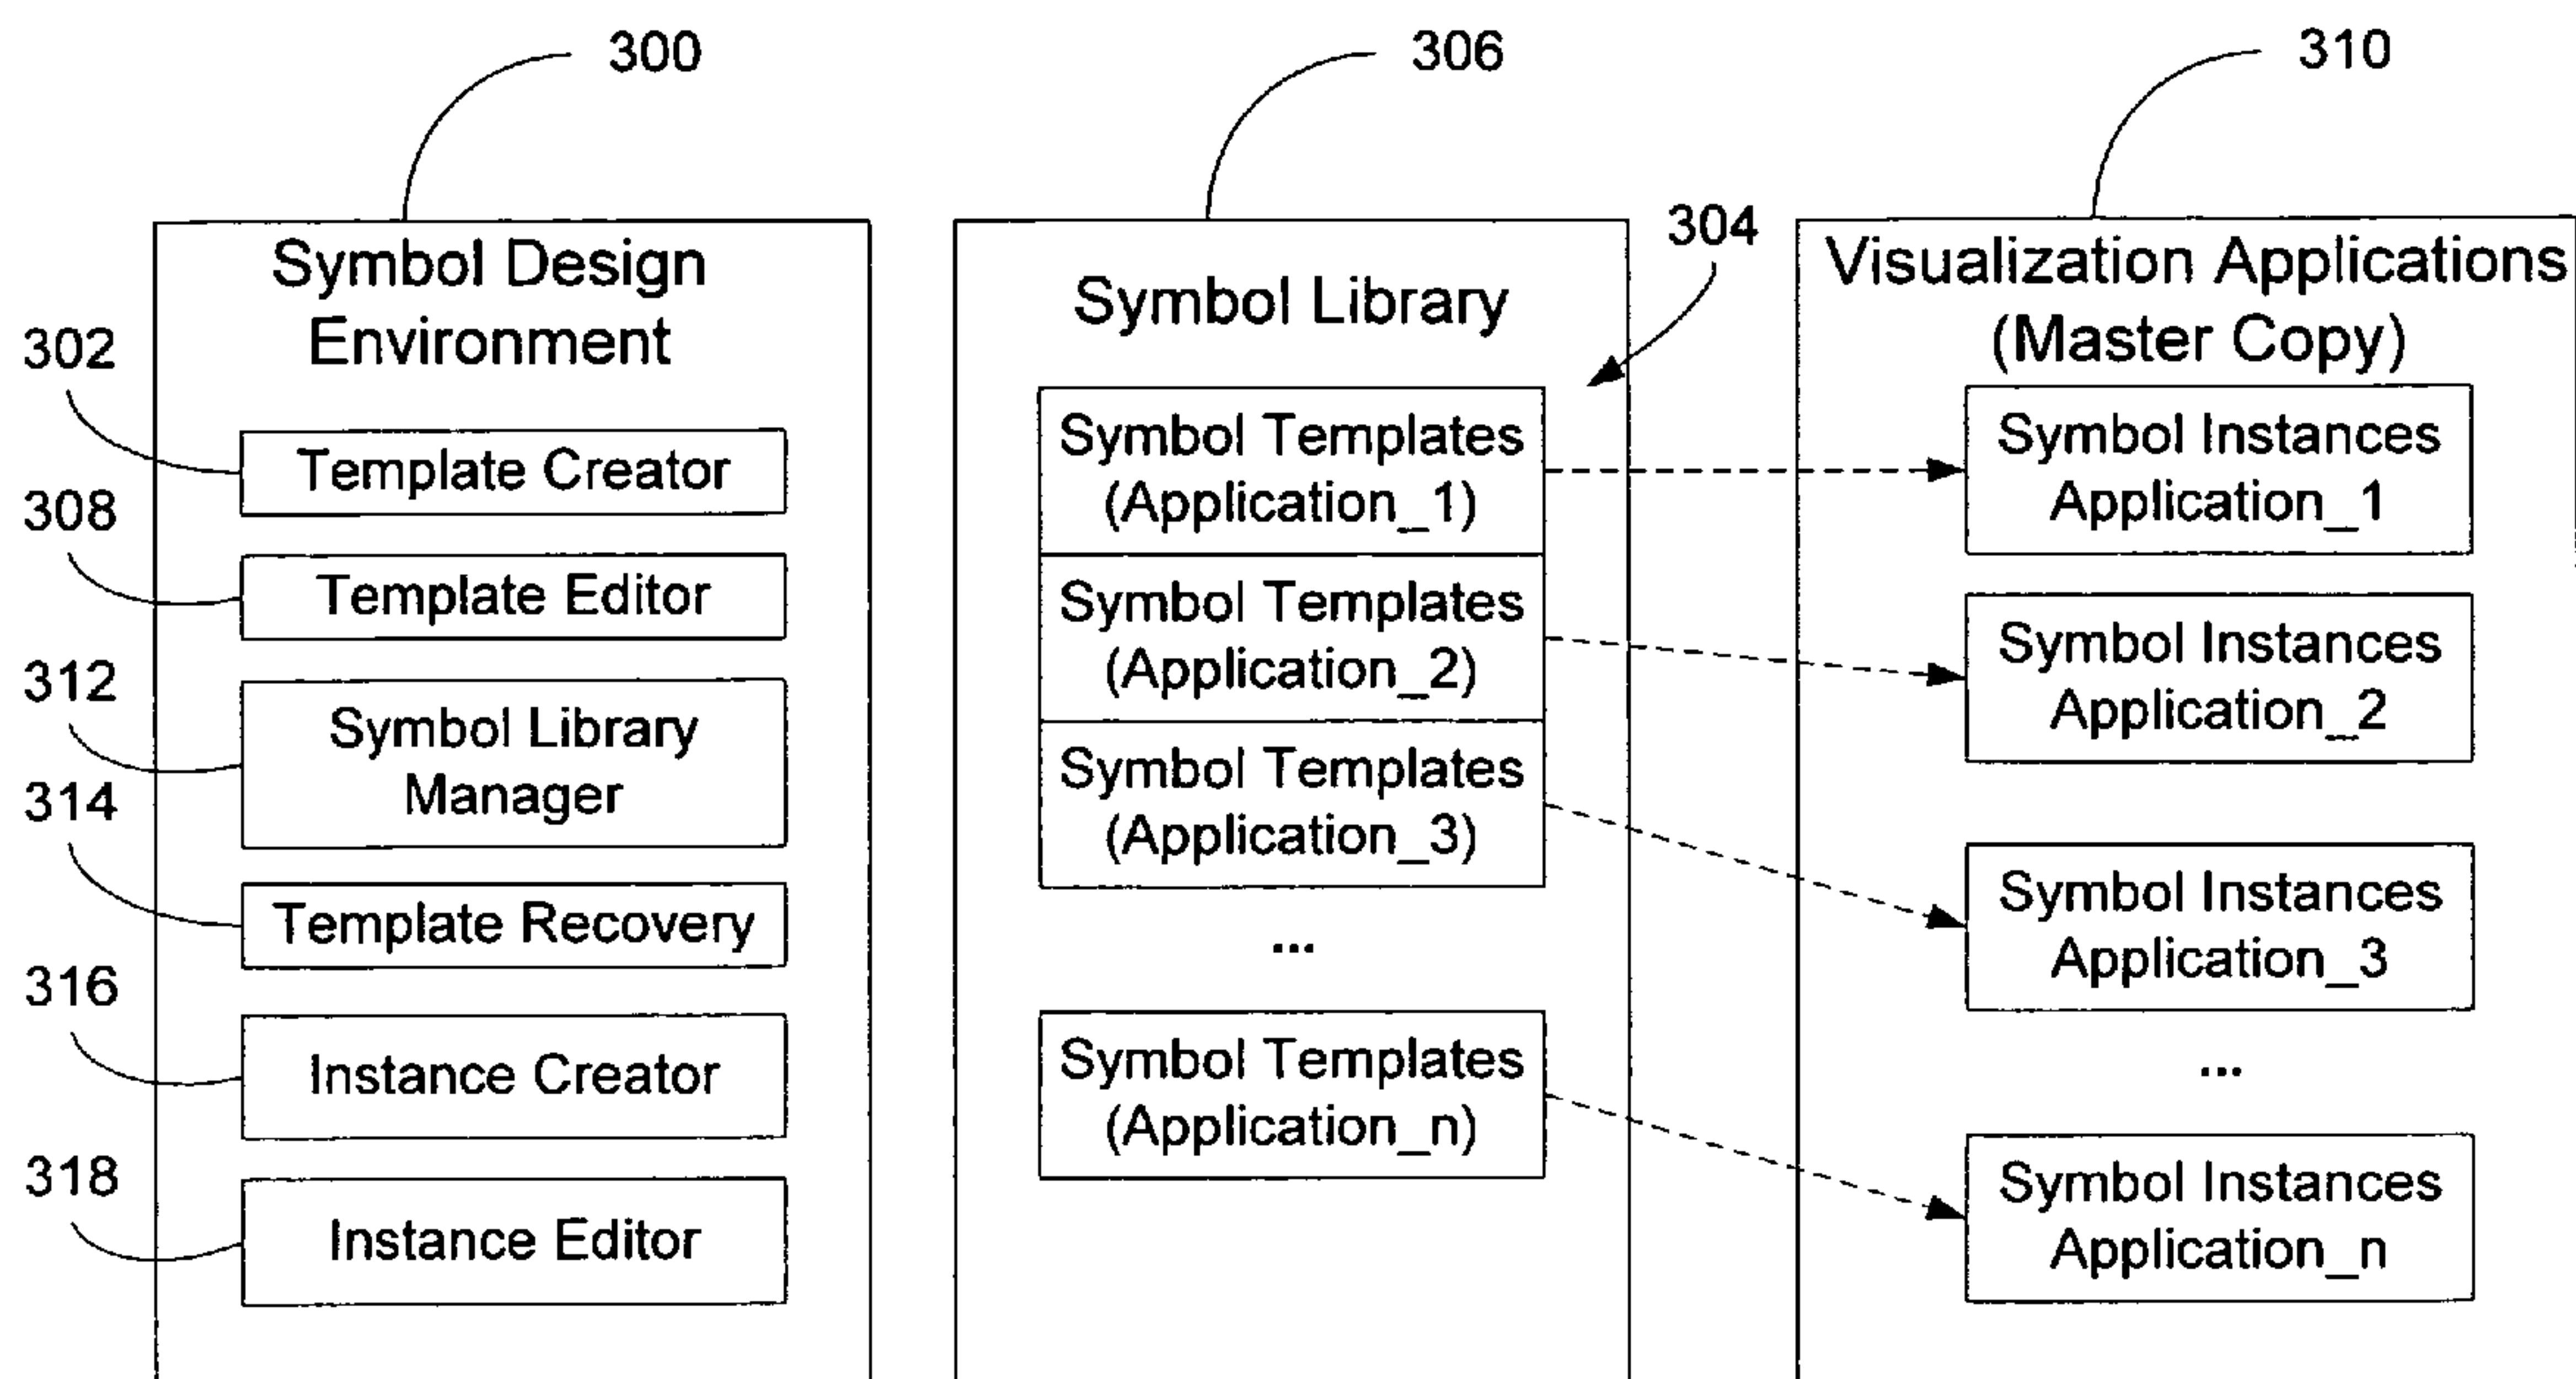 300
306
310
304
Symbol Design
Environment
302
Template Creator
308
Template Editor
312
Symbol Library
Manager
314
Template Recovery
316
Instance Creator
318
Instance Editor
Symbol Library
Symbol Templates
(Application_1)
Symbol Templates
(Application_2)
Symbol Templates
(Application_3)
...
Symbol Templates
(Application_n)
Visualization Applications
(Master Copy)
Symbol Instances
Application_1
Symbol Instances
Application_2
Symbol Instances
Application_3
...
Symbol Instances
Application_n